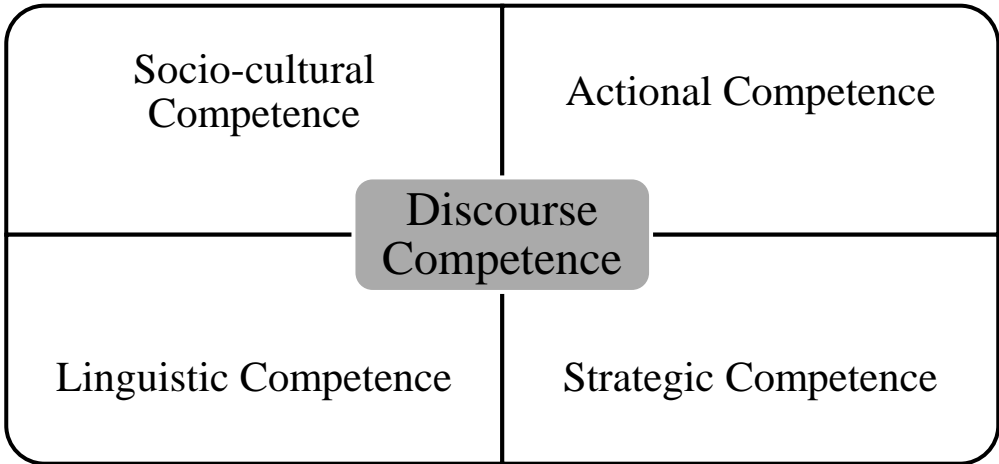 Socio-cultural
Competence
Actional Competence
Discourse
Competence
Linguistic Competence
Strategic Competence